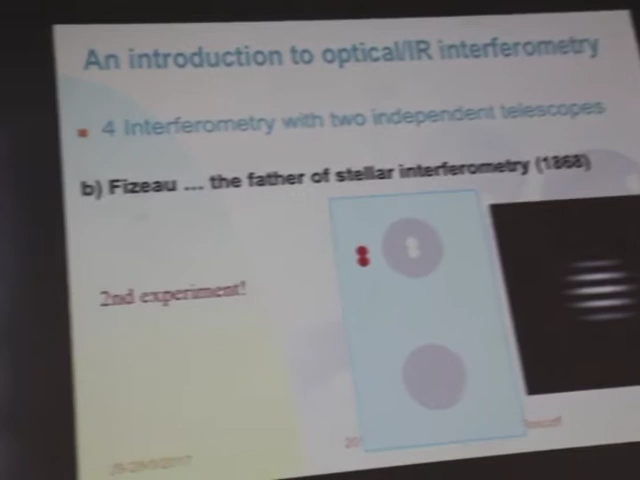 An introduction to optical/IR interferometry
4 Interferometry with two independent telescopes
b) Fizeau ... the father of stellar interferometry (1868)
2nd experiment!